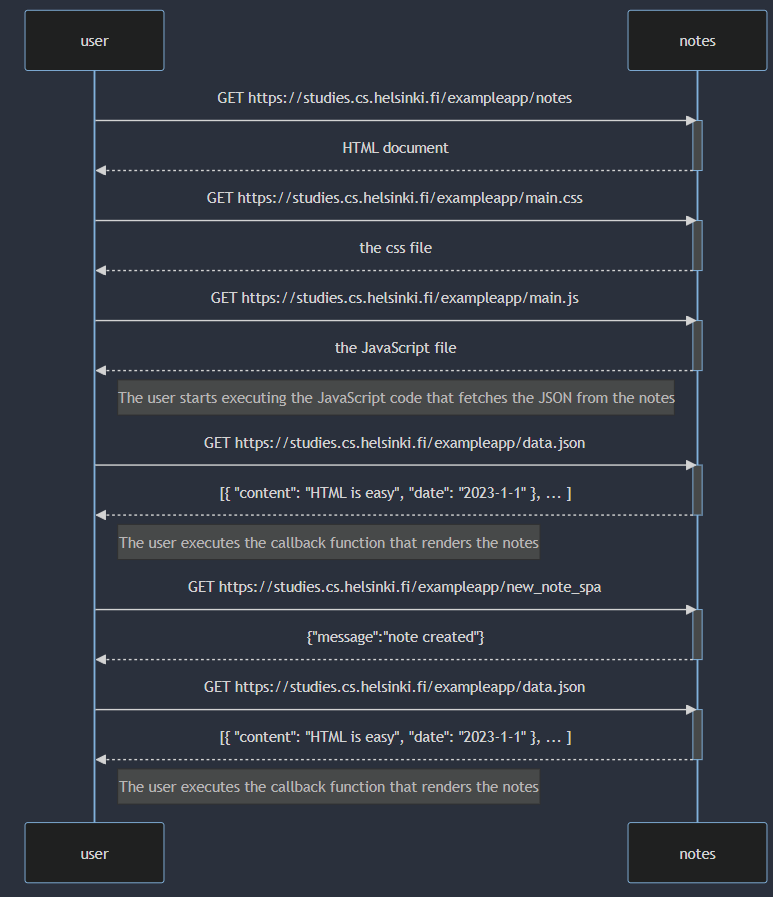 user
notes
GET https://studies.cs.helsinki.fi/exampleapp/notes
HTML document
GET https://studies.cs.helsinki.fi/exampleapp/main.css
the css file
GET https://studies.cs.helsinki.fi/exampleapp/main.js
the JavaScript file
The user starts executing the JavaScript code that fetches the JSON from the notes
GET https://studies.cs.helsinki.fi/exampleapp/data.json
[{ "content": "HTML is easy", "date": "2023-1-1" }, ... ]
The user executes the callback function that renders the notes
GET https://studies.cs.helsinki.fi/exampleapp/new_note_spa
{"message":"note created"}
GET https://studies.cs.helsinki.fi/exampleapp/data.json
[{ "content": "HTML is easy", "date": "2023-1-1" }, ... ]
The user executes the callback function that renders the notes
user
notes